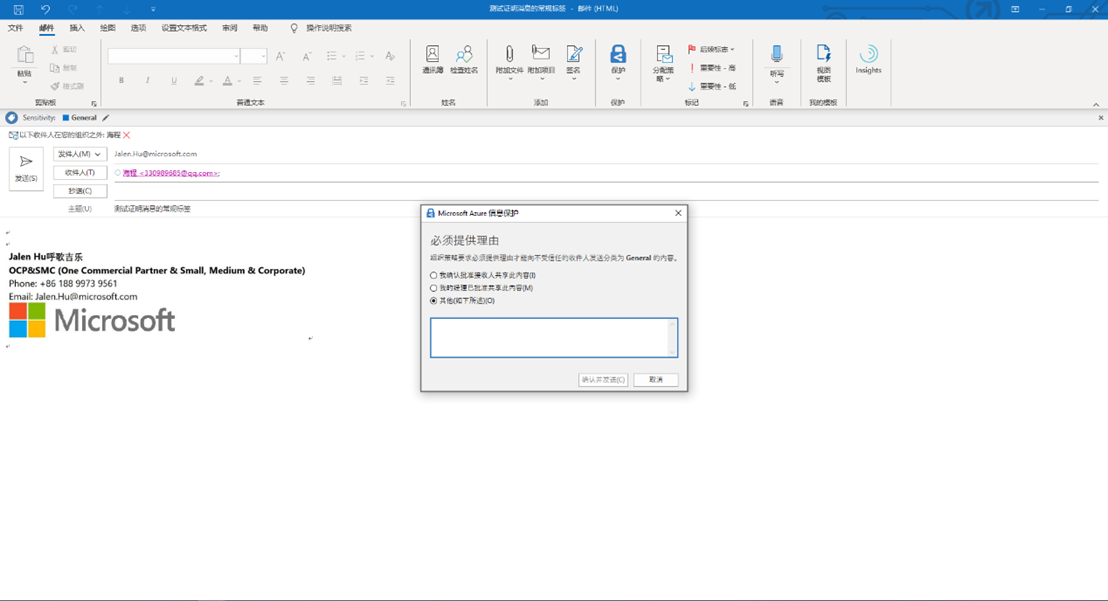 测试证明消息的常规标签 - 邮件 (HTML)
文件 邮件 插入 绘图 选项 设置文本格式 审阅 帮助 操作说明搜索
粘贴
剪切
复制
格式刷
剪贴板
B I U A
普通文本
通讯簿 检查姓名
姓名
附加文件 附加项目 签名
添加
保护
保护
分配策略
后续标志
重要性 - 高
重要性 - 低
标记
听写
语音
视图模板
我的模板
Insights
Sensitivity: General
以下收件人在您的组织之外: 海程
发送(S)
发件人(M) Jalen.Hu@microsoft.com
收件人(T) 海程 <330989685@qq.com>;
抄送(C)
主题(U) 测试证明消息的常规标签
Jalen Hu呼歌吉乐
OCP&SMC (One Commercial Partner & Small, Medium & Corporate)
Phone: +86 188 9973 9561
Email: Jalen.Hu@microsoft.com
Microsoft
Microsoft Azure 信息保护
必须提供理由
组织策略要求必须提供理由才能向不受信任的收件人发送分类为 General 的内容。
我确认批准接收人共享此内容(I)
我的经理已批准共享此内容(M)
其他(如下所述)(O)
确认并发送(C) 取消